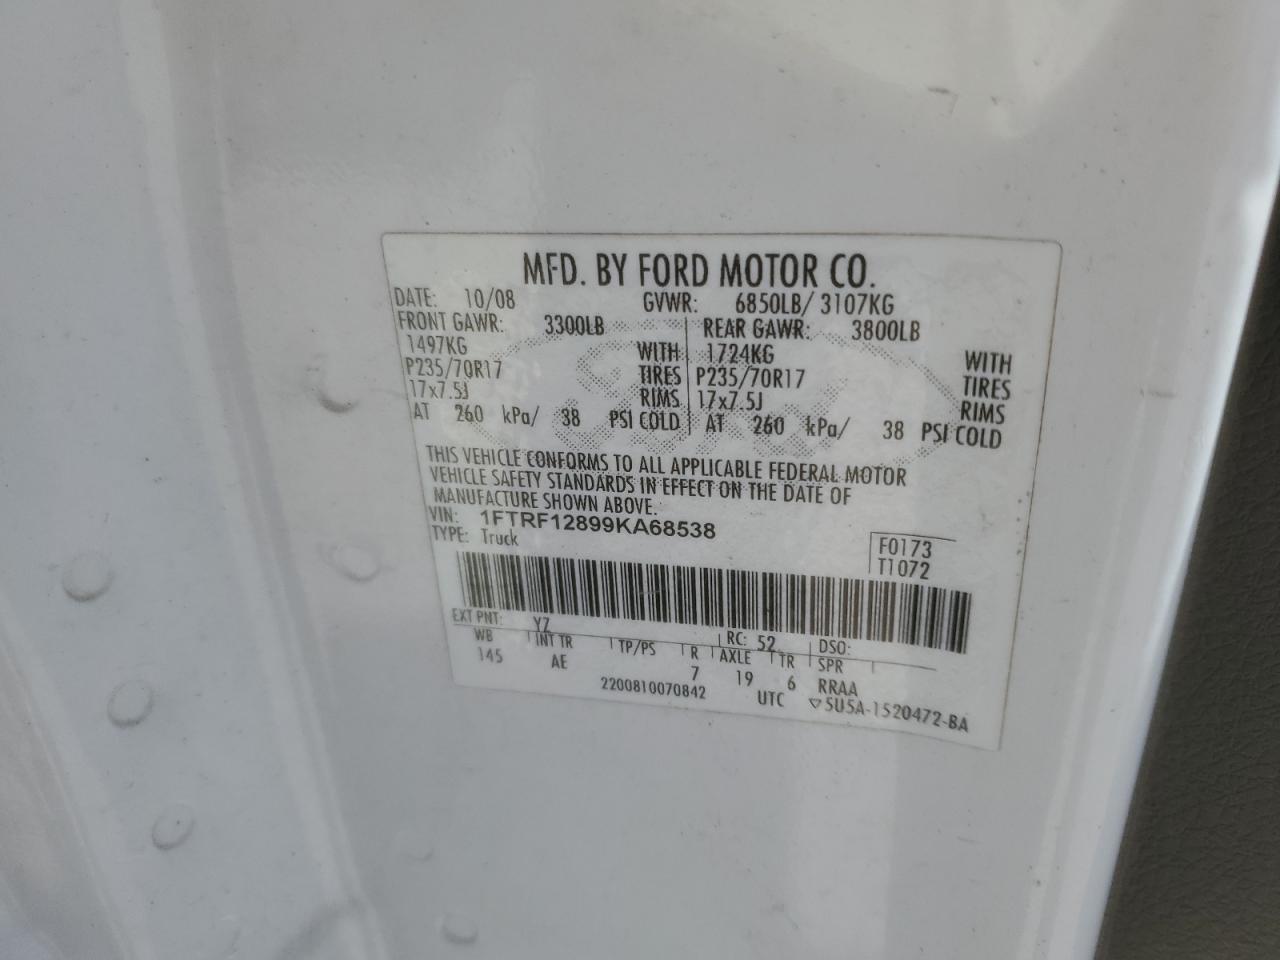 MFD. BY FORD MOTOR CO.
DATE: 10/08 GVWR: 6850LB/ 3107KG
FRONT GAWR: 3300LB REAR GAWR: 3800LB
1497KG WITH 1724KG WITH
P235/70R17 TIRES P235/70R17 TIRES
17x7.5J RIMS 17x7.5J RIMS
AT 260 kPa/ 38 PSI COLD AT 260 kPa/ 38 PSI COLD
THIS VEHICLE CONFORMS TO ALL APPLICABLE FEDERAL MOTOR
VEHICLE SAFETY STANDARDS IN EFFECT ON THE DATE OF
MANUFACTURE SHOWN ABOVE.
VIN: 1FTRF12899KA68538
TYPE: Truck
F0173
T1072
EXT PNT: YZ RC: 52 DSO:
WB INT TR TP/PS R AXLE TR SPR
145 AE 7 19 6 RRAA
2200810070842 UTC ▽5U5A-1520472-BA